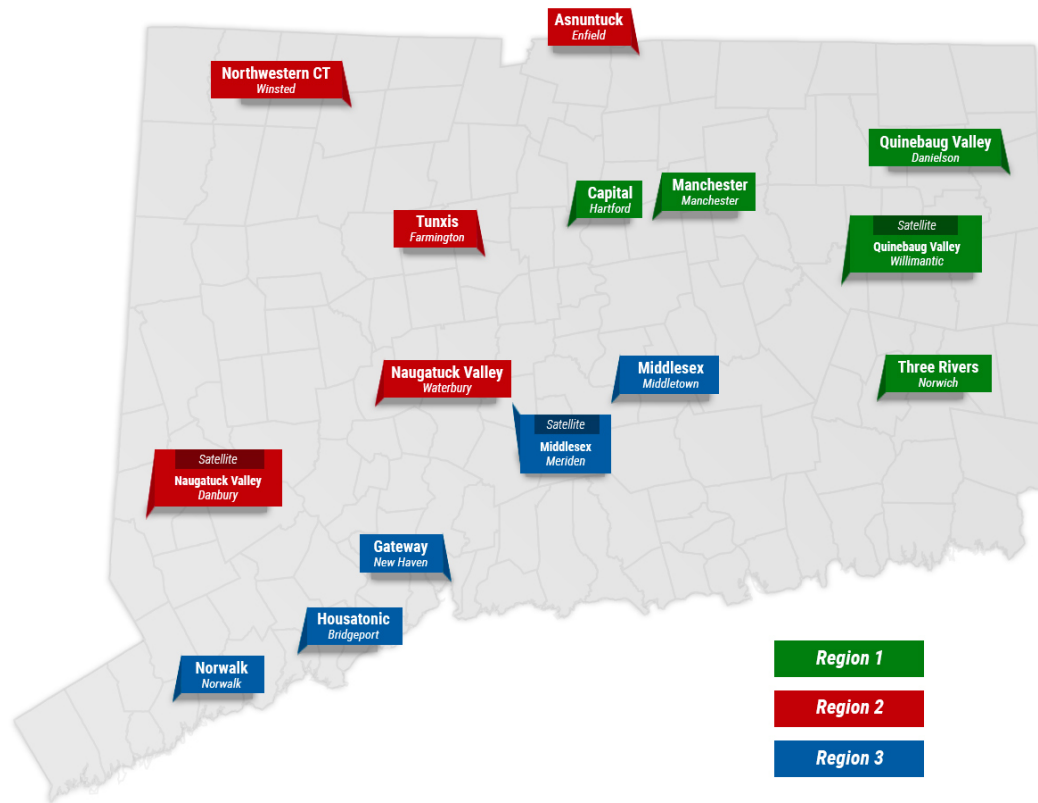 Asnuntuck
Enfield
Northwestern CT
Winsted
Quinebaug Valley
Danielson
Capital
Hartford
Manchester
Manchester
Tunxis
Farmington
Satellite
Quinebaug Valley
Willimantic
Naugatuck Valley
Waterbury
Middlesex
Middletown
Three Rivers
Norwich
Satellite
Middlesex
Meriden
Satellite
Naugatuck Valley
Danbury
Gateway
New Haven
Housatonic
Bridgeport
Norwalk
Norwalk
Region 1
Region 2
Region 3